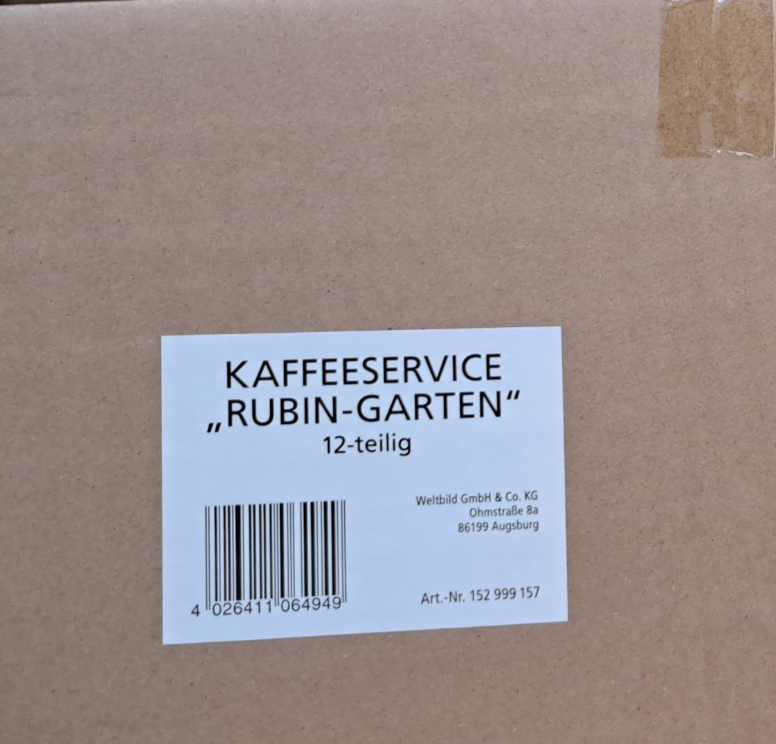 KAFFEESERVICE
„RUBIN-GARTEN“
12-teilig
Weltbild GmbH & Co. KG
Ohmstraße 8a
86199 Augsburg
4 026411 064949
Art.-Nr. 152 999 157